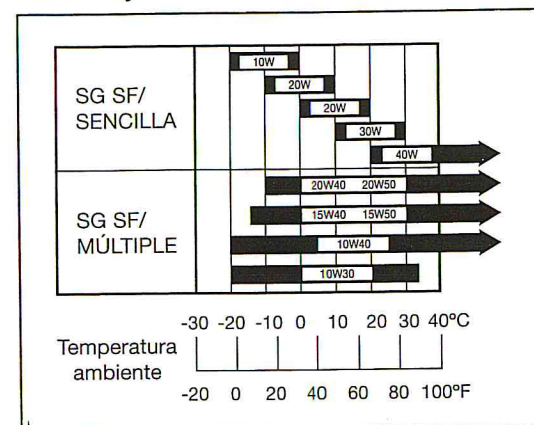 10W
20W
SG SF/
SENCILLA
20W
30W
40W
20W40 20W50
SG SF/
MÚLTIPLE
15W40 15W50
10W40
10W30
-30 -20 -10 0 10 20 30 40ºC
Temperatura
ambiente
-20 0 20 40 60 80 100ºF